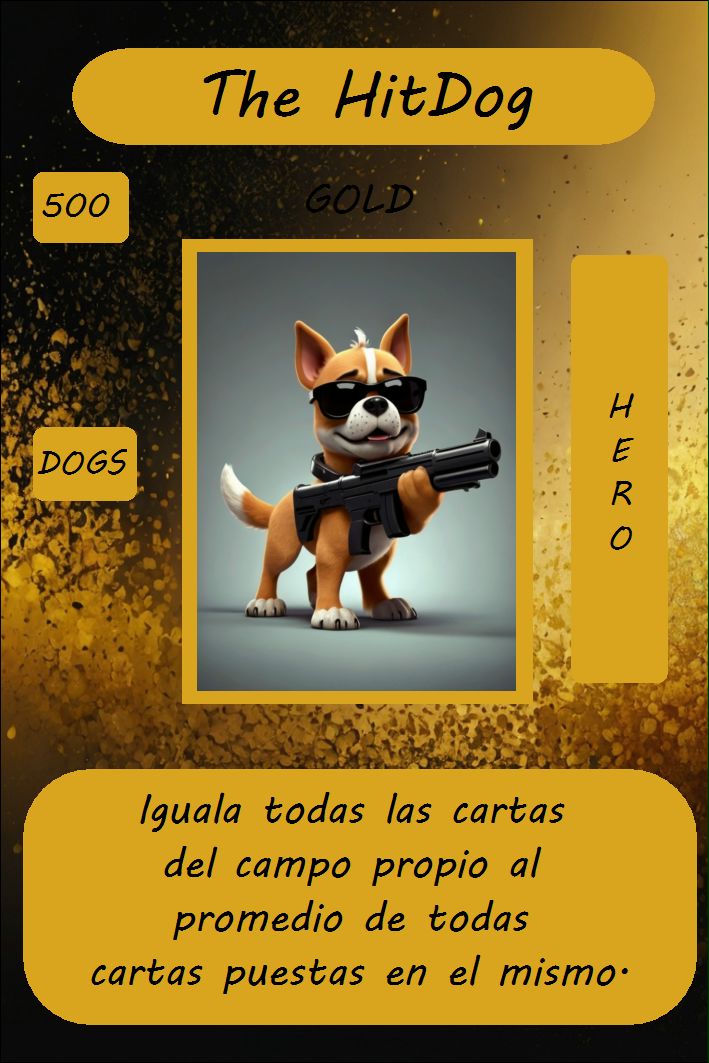 The HitDog
500
GOLD
DOGS
H
E
R
O
Iguala todas las cartas
del campo propio al
promedio de todas
cartas puestas en el mismo.